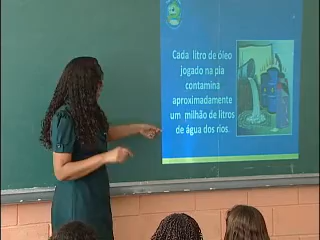 Cada litro de óleo
jogado na pia
contamina
aproximadamente
um milhão de litros
de água dos rios.